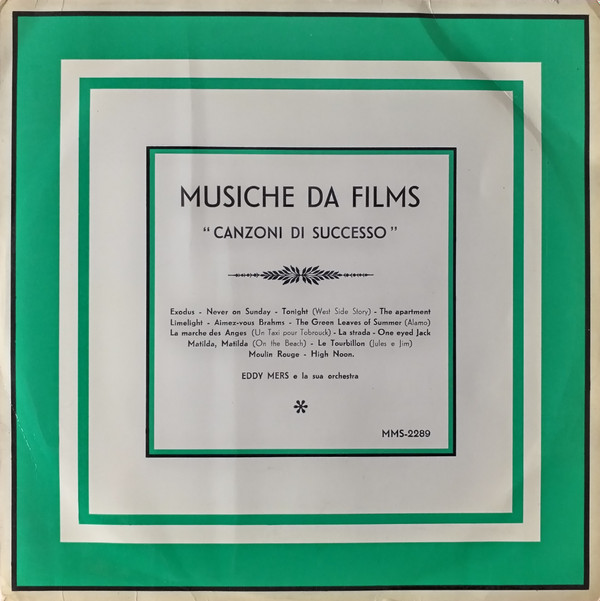 MUSICHE DA FILMS
"CANZONI DI SUCCESSO"
Exodus - Never on Sunday - Tonight (West Side Story) - The apartment
Limelight - Aimez-vous Brahms - The Green Leaves of Summer (Alamo)
La marche des Anges (Un Taxi pour Tobrouck) - La strada - One eyed Jack
Matilda, Matilda (On the Beach) - Le Tourbillon (Jules e Jim)
Moulin Rouge - High Noon.
EDDY MERS e la sua orchestra
MMS-2289